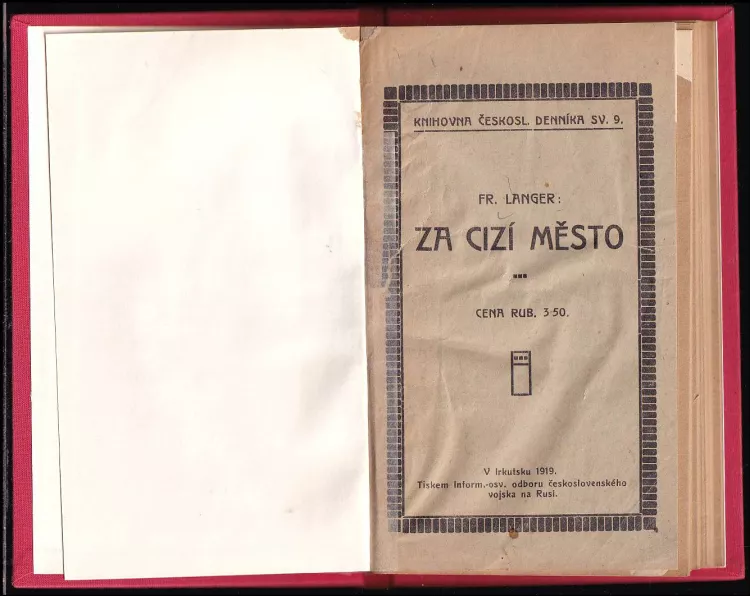 KNIHOVNA ČESKOSL. DENNÍKA SV. 9.
FR. LANGER:
ZA CIZÍ MĚSTO
CENA RUB. 3·50.
V Irkutsku 1919.
Tiskem Inform.-osv. odboru československého
vojska na Rusi.